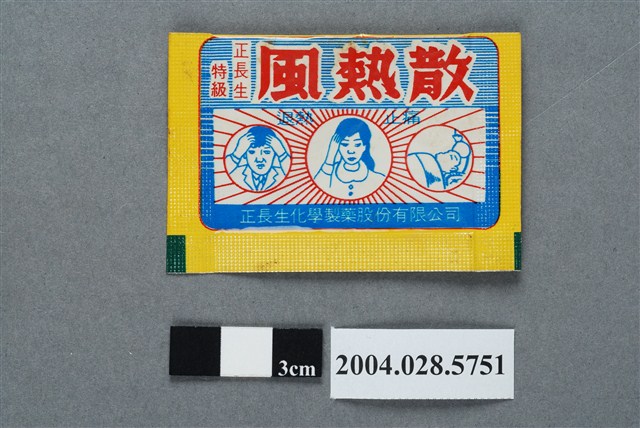 正長生
特級
風熱散
退熱 止痛
正長生化學製藥股份有限公司
3cm
2004.028.5751